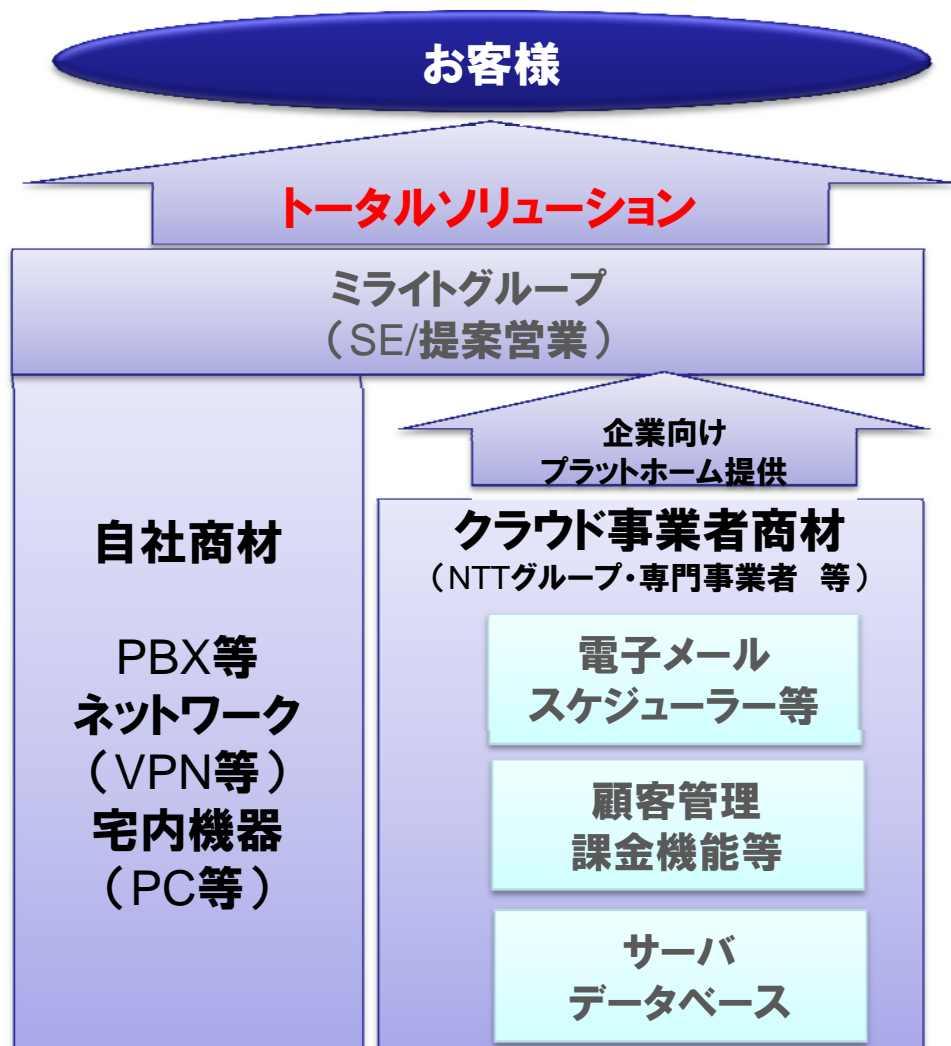 お客様
トータルソリューション
ミライトグループ
（SE/提案営業）
自社商材
PBX等
ネットワーク
（VPN等）
宅内機器
（PC等）
企業向け
プラットホーム提供
クラウド事業者商材
（NTTグループ・専門事業者　等）
電子メール
スケジューラー等
顧客管理
課金機能等
サーバ
データベース